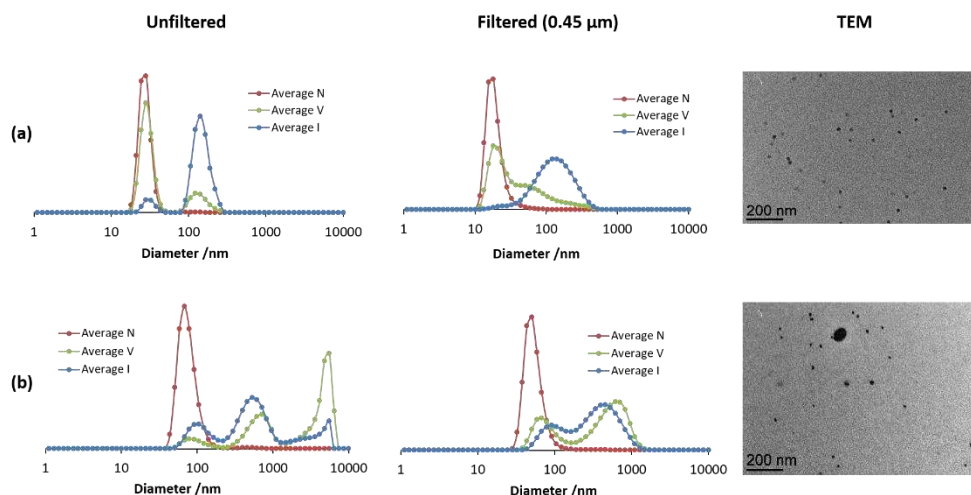 Unfiltered
Filtered (0.45 µm)
TEM
(a)
Average N
Average V
Average I
1 10 100 1000 10000
Diameter /nm
Average N
Average V
Average I
1 10 100 1000 10000
Diameter /nm
200 nm
(b)
Average N
Average V
Average I
1 10 100 1000 10000
Diameter /nm
Average N
Average V
Average I
1 10 100 1000 10000
Diameter /nm
200 nm